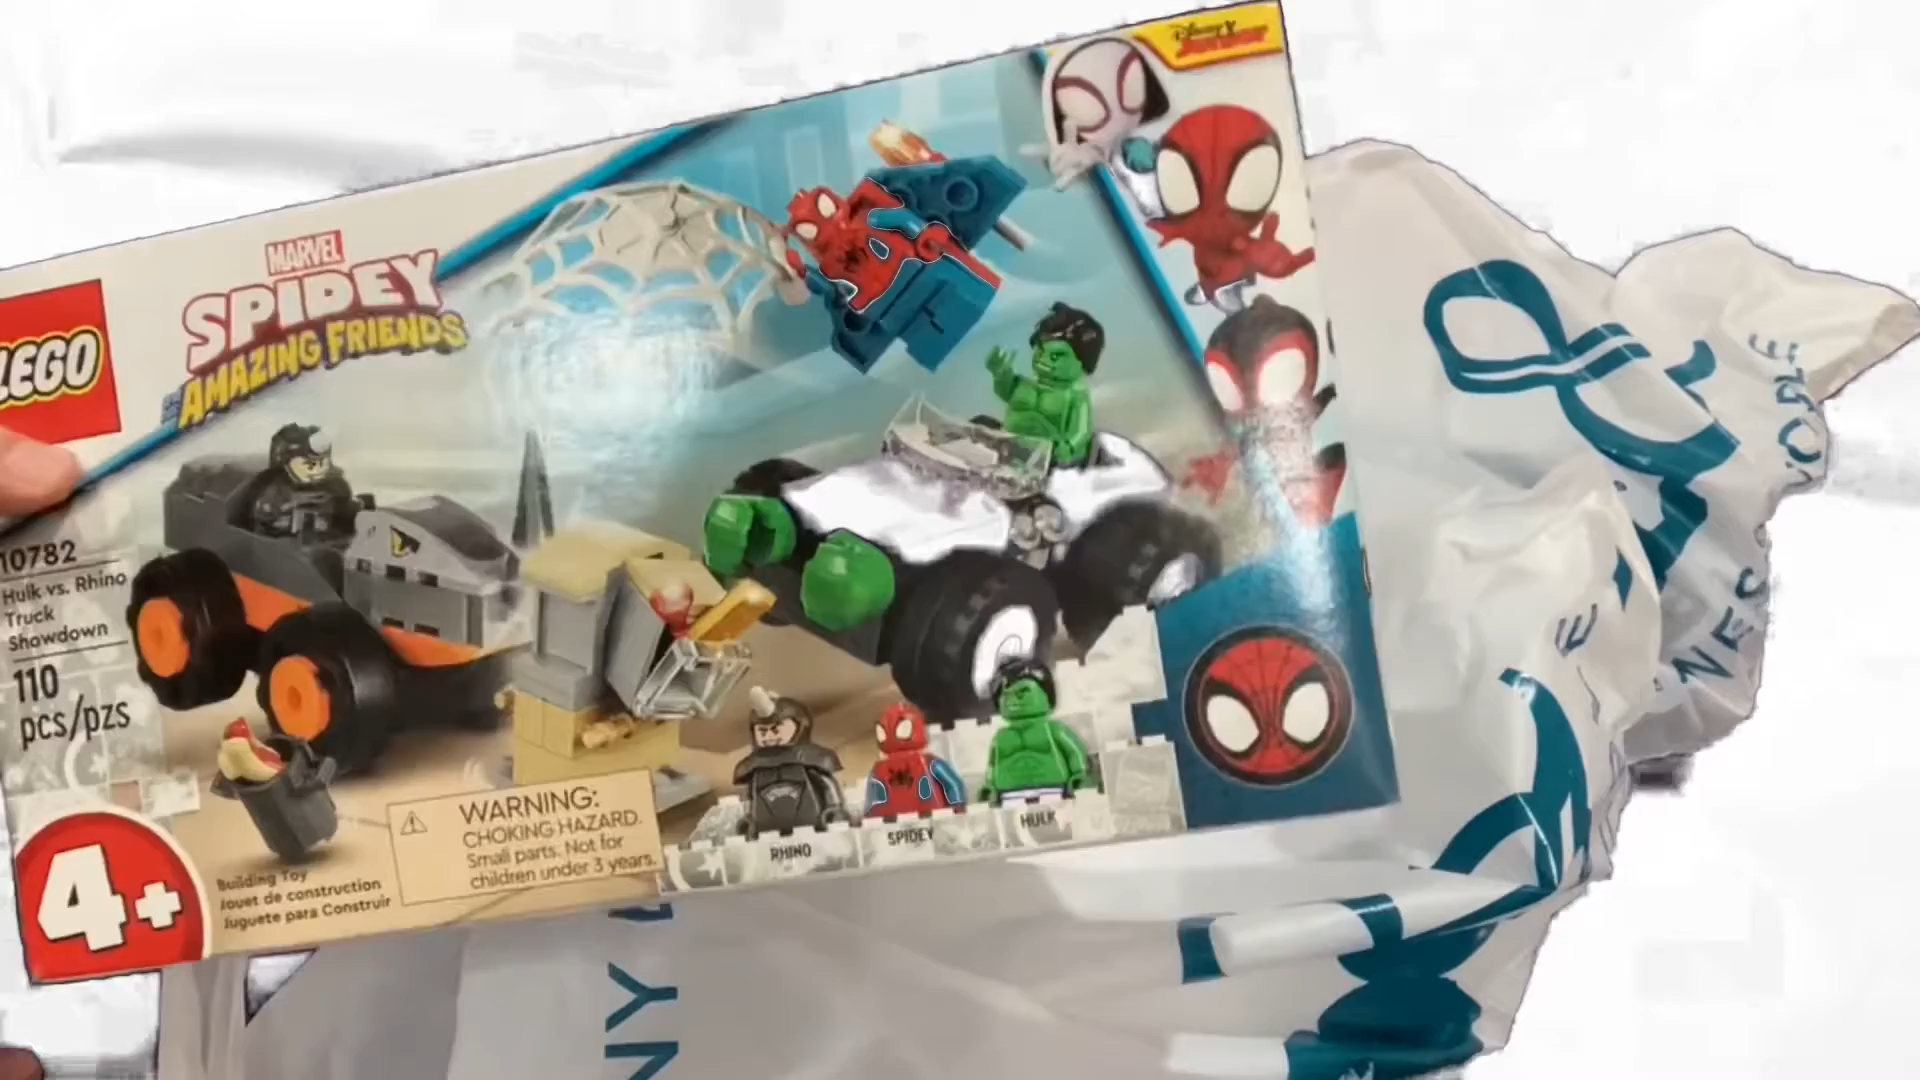 Disney
Junior
MARVEL
SPIDEY
AMAZING FRIENDS
LEGO
10782
Hulk vs. Rhino
Truck
Showdown
110
pcs/pzs
4+
Building Toy
Jouet de construction
Juguete para Construir
WARNING:
CHOKING HAZARD.
Small parts. Not for
children under 3 years.
RHINO
SPIDEY
HULK
NY
NES